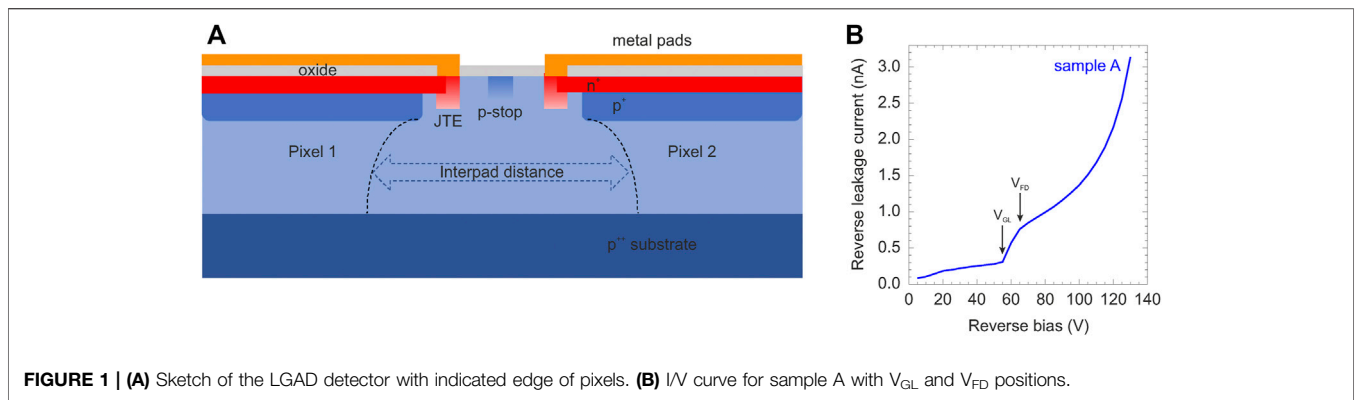 A
metal pads
oxide
n+
p+
JTE
p-stop
Pixel 1
Pixel 2
Interpad distance
p++ substrate
B
Reverse leakage current (nA)
3.0
2.5
2.0
1.5
1.0
0.5
0.0
sample A
VFD
VGL
0 20 40 60 80 100 120 140
Reverse bias (V)
FIGURE 1 | (A) Sketch of the LGAD detector with indicated edge of pixels. (B) I/V curve for sample A with VGL and VFD positions.